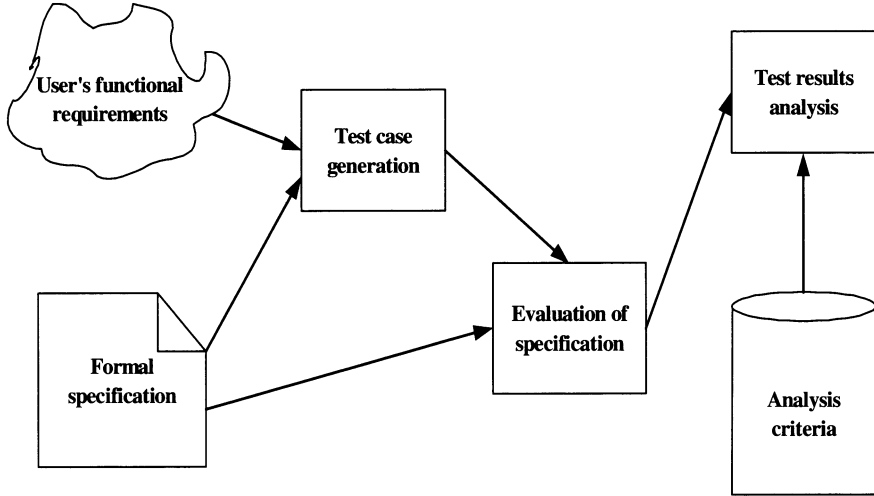 User's functional
requirements
Test case
generation
Test results
analysis
Formal
specification
Evaluation of
specification
Analysis
criteria